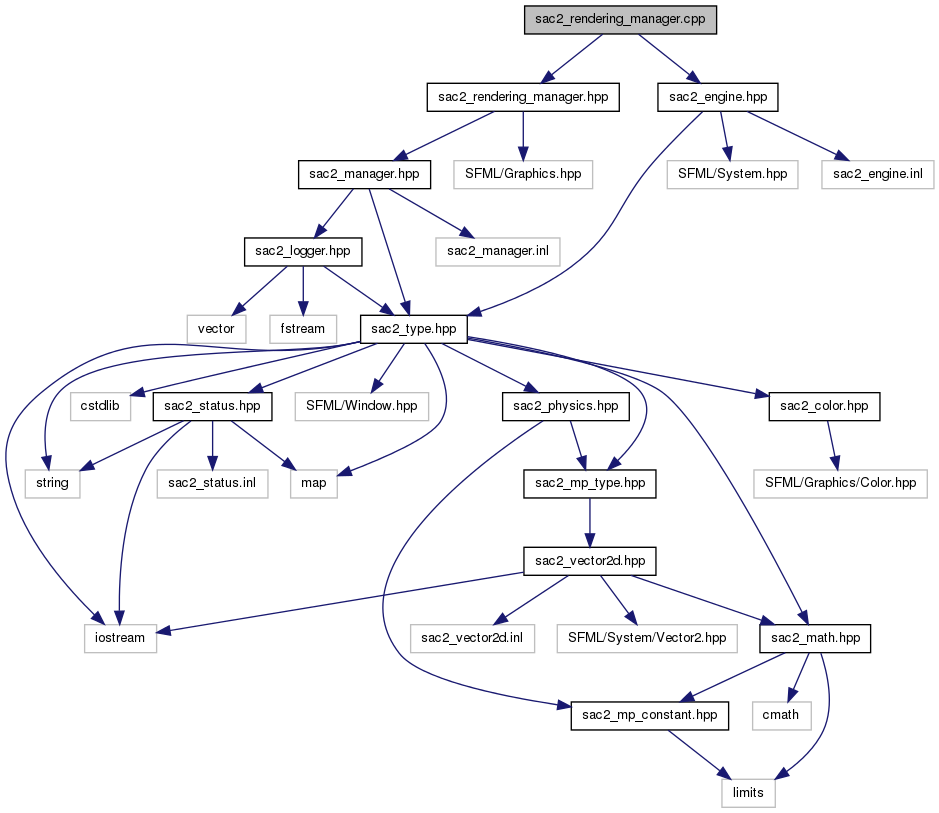 sac2_rendering_manager.cpp
sac2_rendering_manager.hpp
sac2_engine.hpp
sac2_manager.hpp
SFML/Graphics.hpp
SFML/System.hpp
sac2_engine.inl
sac2_logger.hpp
sac2_manager.inl
vector
fstream
sac2_type.hpp
cstdlib
sac2_status.hpp
SFML/Window.hpp
sac2_physics.hpp
sac2_color.hpp
string
sac2_status.inl
map
sac2_mp_type.hpp
SFML/Graphics/Color.hpp
sac2_vector2d.hpp
iostream
sac2_vector2d.inl
SFML/System/Vector2.hpp
sac2_math.hpp
sac2_mp_constant.hpp
cmath
limits